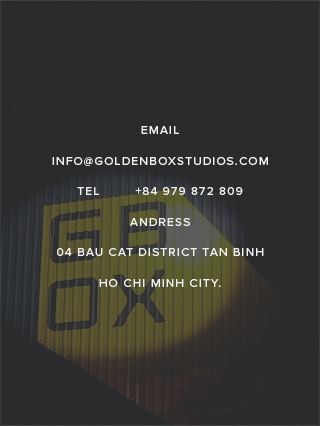 EMAIL
INFO@GOLDENBOXSTUDIOS.COM
TEL +84 979 872 809
ANDRESS
04 BAU CAT DISTRICT TAN BINH
HO CHI MINH CITY.
GB
OX